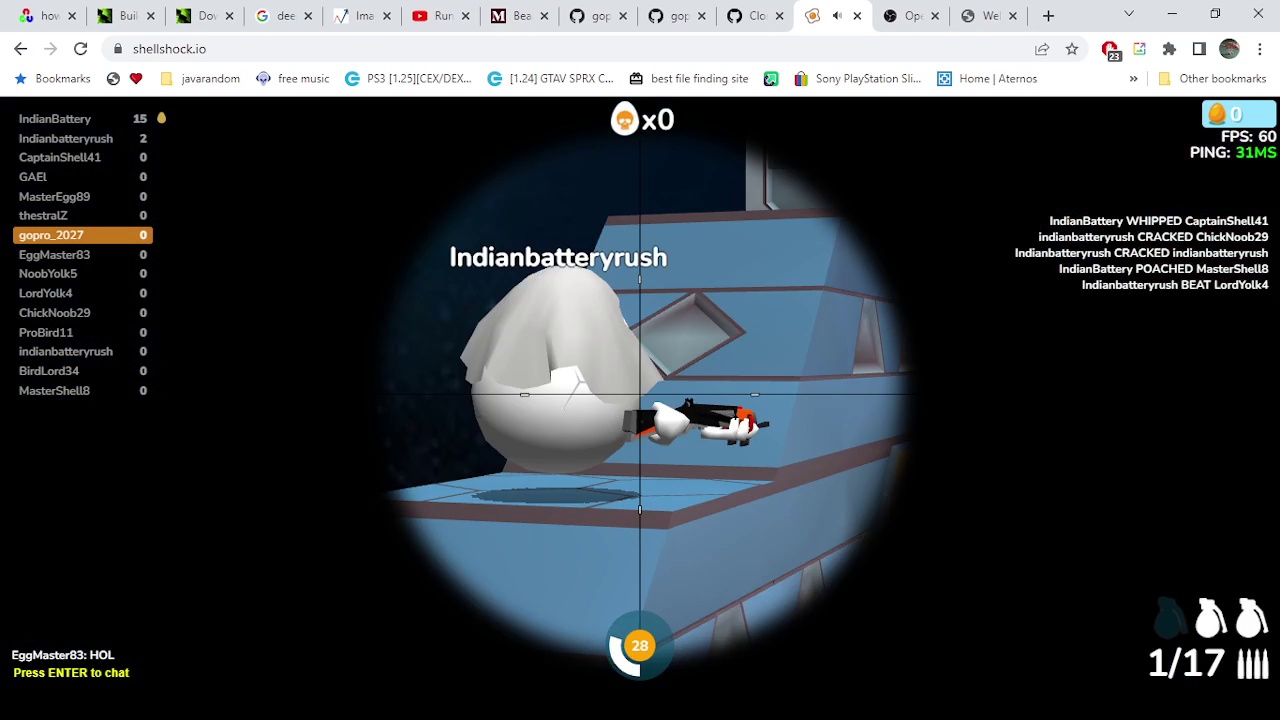 how
Buil
Dov
dee
Ima
Run
Bea
gop
gop
Clo
Ope
Wel
shellshock.io
23
Bookmarks
javarandom
free music
PS3 [1.25][CEX/DEX...
[1.24] GTAV SPRX C...
best file finding site
Sony PlayStation Sli...
Home | Aternos
»
Other bookmarks
IndianBattery 15
Indianbatteryrush 2
CaptainShell41 0
GAEl 0
MasterEgg89 0
thestralZ 0
gopro_2027 0
EggMaster83 0
NoobYolk5 0
LordYolk4 0
ChickNoob29 0
ProBird11 0
indianbatteryrush 0
BirdLord34 0
MasterShell8 0
x0
0
FPS: 60
PING: 31MS
IndianBattery WHIPPED CaptainShell41
indianbatteryrush CRACKED ChickNoob29
Indianbatteryrush CRACKED indianbatteryrush
IndianBattery POACHED MasterShell8
Indianbatteryrush BEAT LordYolk4
Indianbatteryrush
28
EggMaster83: HOL
Press ENTER to chat
1/17